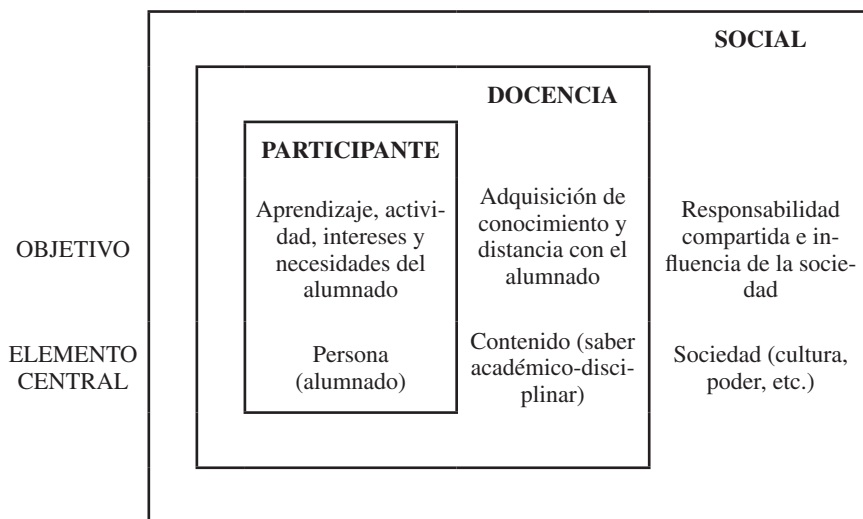 SOCIAL
DOCENCIA
PARTICIPANTE
OBJETIVO
Aprendizaje, activi-
dad, intereses y
necesidades del
alumnado
Adquisición de
conocimiento y
distancia con el
alumnado
Responsabilidad
compartida e in-
fluencia de la socie-
dad
ELEMENTO
CENTRAL
Persona
(alumnado)
Contenido (saber
académico-disci-
plinar)
Sociedad (cultura,
poder, etc.)